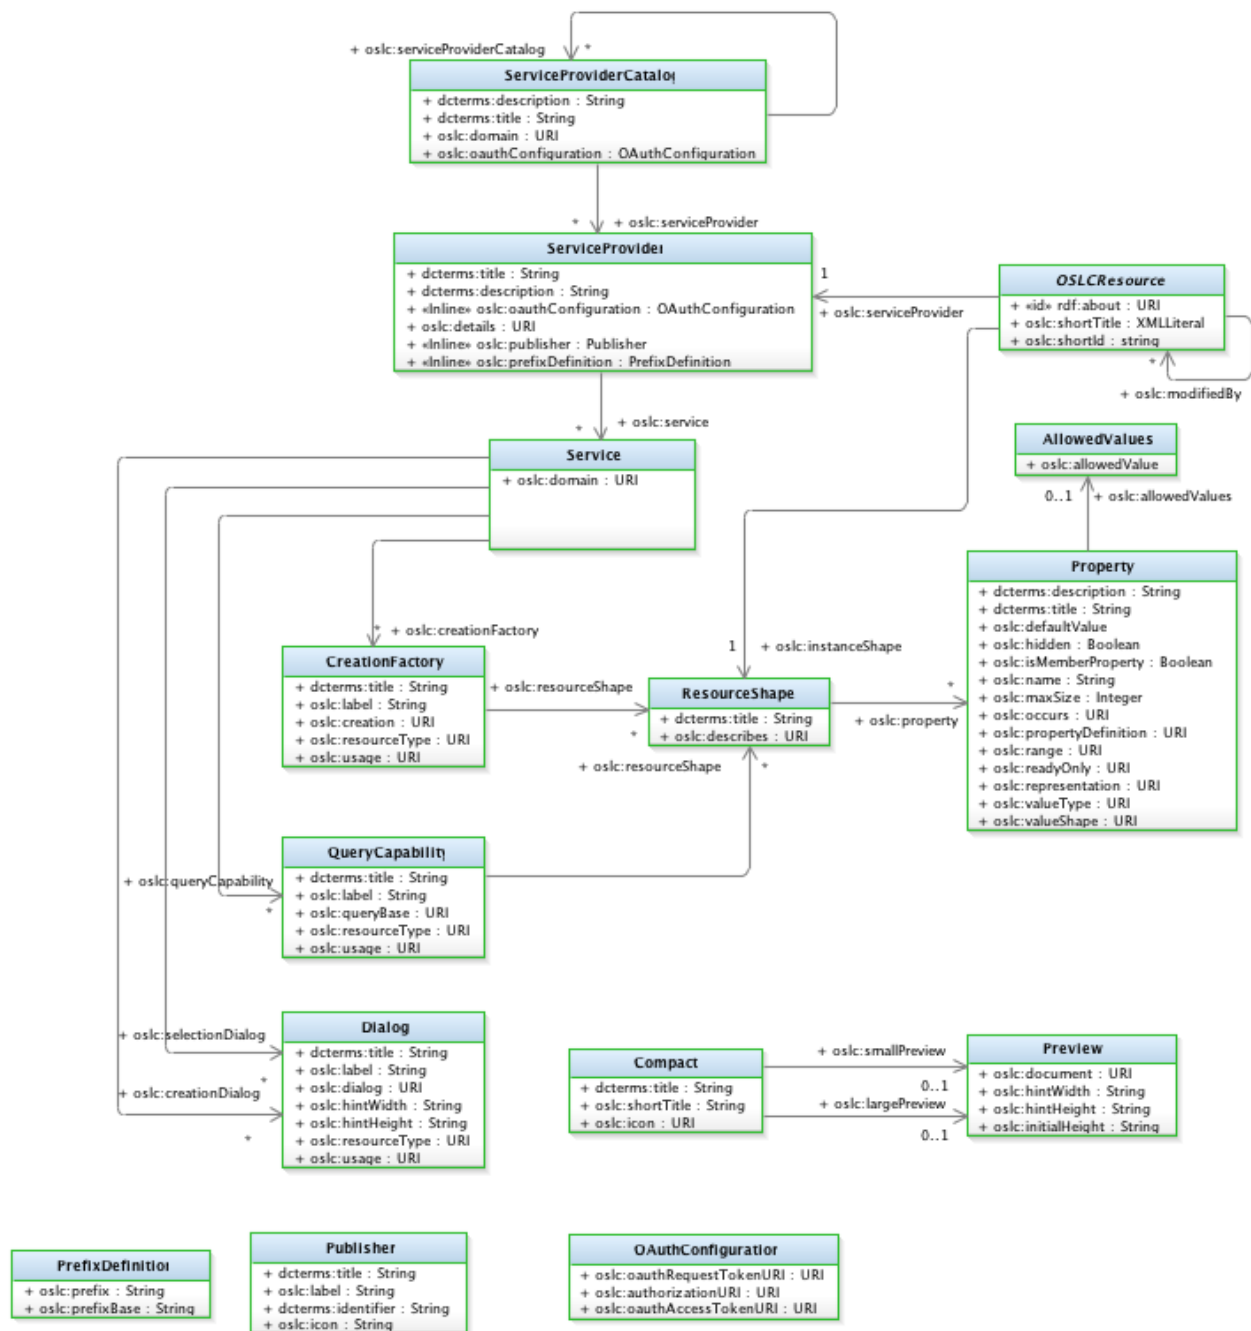 + oslc:serviceProviderCatalog
*
ServiceProviderCatalog
+ dcterms:description : String
+ dcterms:title : String
+ oslc:domain : URI
+ oslc:oauthConfiguration : OAuthConfiguration
* + oslc:serviceProvider
ServiceProvider
+ dcterms:title : String
+ dcterms:description : String
+ «Inline» oslc:oauthConfiguration : OAuthConfiguration
+ oslc:details : URI
+ «Inline» oslc:publisher : Publisher
+ «Inline» oslc:prefixDefinition : PrefixDefinition
1
+ oslc:serviceProvider
OSLCResource
+ «id» rdf:about : URI
+ oslc:shortTitle : XMLLiteral
+ oslc:shortId : string
*
+ oslc:modifiedBy
* + oslc:service
Service
+ oslc:domain : URI
AllowedValues
+ oslc:allowedValue
0..1 + oslc:allowedValues
Property
+ dcterms:description : String
+ dcterms:title : String
+ oslc:defaultValue
+ oslc:hidden : Boolean
+ oslc:isMemberProperty : Boolean
+ oslc:name : String
+ oslc:maxSize : Integer
+ oslc:occurs : URI
+ oslc:propertyDefinition : URI
+ oslc:range : URI
+ oslc:readyOnly : URI
+ oslc:representation : URI
+ oslc:valueType : URI
+ oslc:valueShape : URI
* + oslc:creationFactory
CreationFactory
+ dcterms:title : String
+ oslc:label : String
+ oslc:creation : URI
+ oslc:resourceType : URI
+ oslc:usage : URI
+ oslc:resourceShape
*
1 + oslc:instanceShape
ResourceShape
+ dcterms:title : String
+ oslc:describes : URI
*
+ oslc:property
+ oslc:resourceShape *
QueryCapability
+ dcterms:title : String
+ oslc:label : String
+ oslc:queryBase : URI
+ oslc:resourceType : URI
+ oslc:usage : URI
+ oslc:queryCapability
*
Dialog
+ dcterms:title : String
+ oslc:label : String
+ oslc:dialog : URI
+ oslc:hintWidth : String
+ oslc:hintHeight : String
+ oslc:resourceType : URI
+ oslc:usage : URI
+ oslc:selectionDialog
*
+ oslc:creationDialog
*
Compact
+ dcterms:title : String
+ oslc:shortTitle : String
+ oslc:icon : URI
+ oslc:smallPreview
0..1
+ oslc:largePreview
0..1
Preview
+ oslc:document : URI
+ oslc:hintWidth : String
+ oslc:hintHeight : String
+ oslc:initialHeight : String
PrefixDefinition
+ oslc:prefix : String
+ oslc:prefixBase : String
Publisher
+ dcterms:title : String
+ oslc:label : String
+ dcterms:identifier : String
+ oslc:icon : String
OAuthConfiguration
+ oslc:oauthRequestTokenURI : URI
+ oslc:authorizationURI : URI
+ oslc:oauthAccessTokenURI : URI